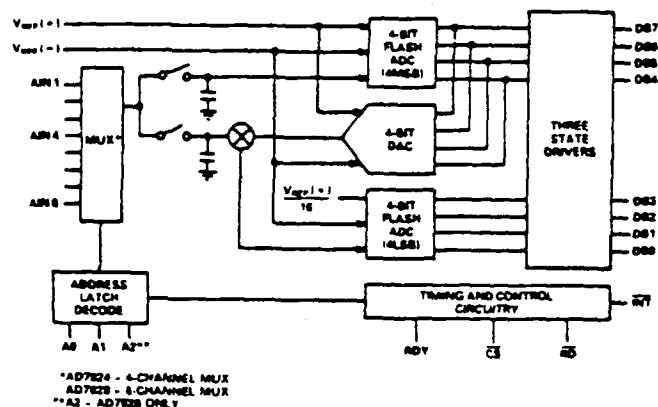 VREF (+)
VREF (-)
AIN 1
AIN 4
AIN 8
MUX*
4-BIT
FLASH
ADC
(4MSB)
4-BIT
DAC
VREF (+)
16
4-BIT
FLASH
ADC
(4LSB)
THREE
STATE
DRIVERS
DB7
DB6
DB5
DB4
DB3
DB2
DB1
DB0
ADDRESS
LATCH
DECODE
TIMING AND CONTROL
CIRCUITRY
INT
A0 A1 A2**
RDY CS RD
*AD7824 - 4-CHANNEL MUX
AD7828 - 8-CHANNEL MUX
**A2 - AD7828 ONLY